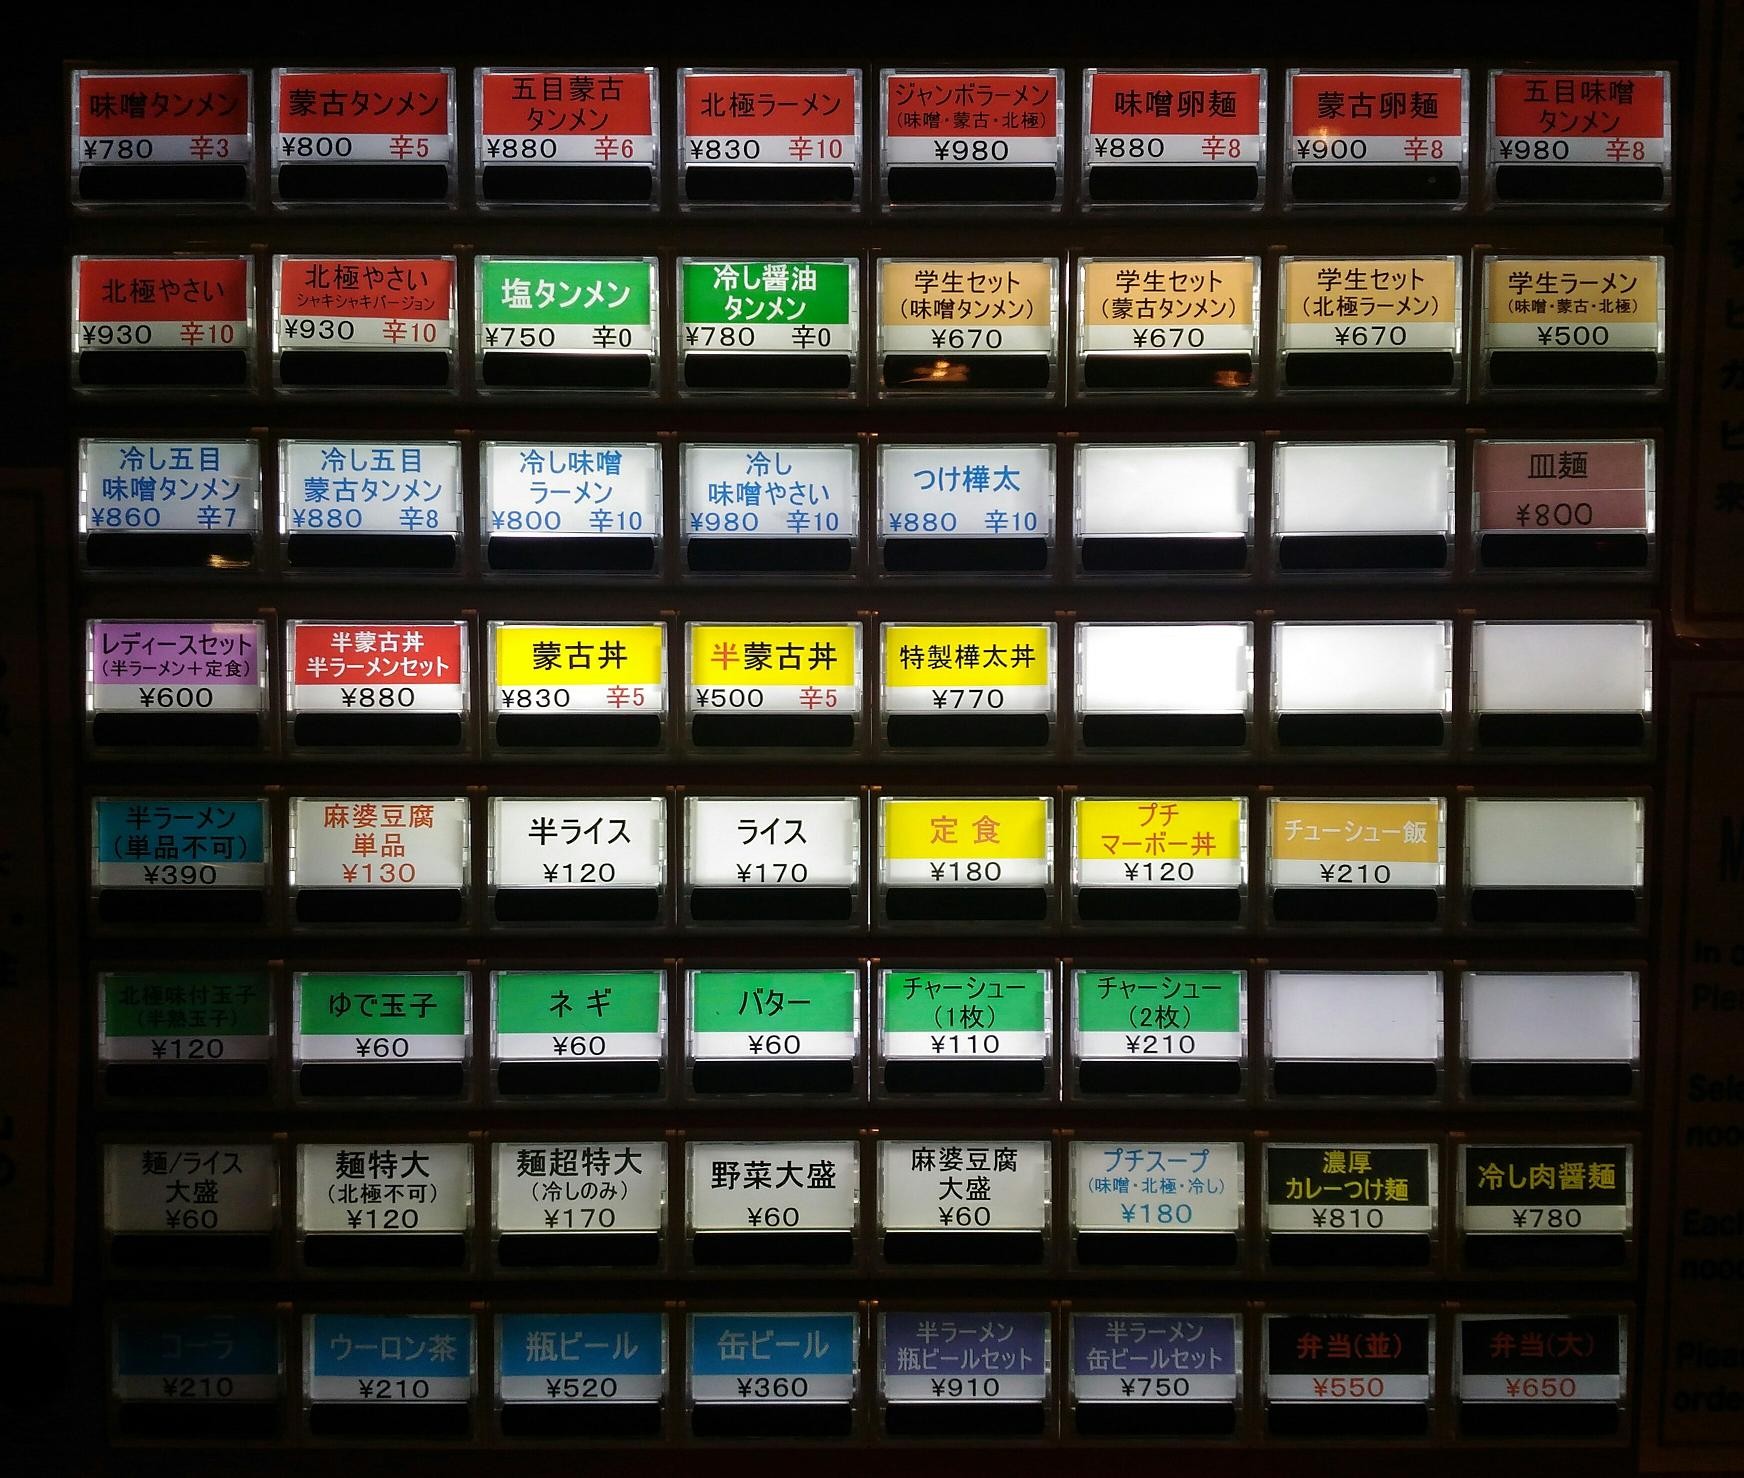 味噌タンメン
¥780 辛3
蒙古タンメン
¥800 辛5
五目蒙古
タンメン
¥880 辛6
北極ラーメン
¥830 辛10
ジャンボラーメン
(味噌・蒙古・北極)
¥980
味噌卵麺
¥880 辛8
蒙古卵麺
¥900 辛8
五目味噌
タンメン
¥980 辛8
北極やさい
¥930 辛10
北極やさい
シャキシャキバージョン
¥930 辛10
塩タンメン
¥750 辛0
冷し醤油
タンメン
¥780 辛0
学生セット
(味噌タンメン)
¥670
学生セット
(蒙古タンメン)
¥670
学生セット
(北極ラーメン)
¥670
学生ラーメン
(味噌・蒙古・北極)
¥500
冷し五目
味噌タンメン
¥860 辛7
冷し五目
蒙古タンメン
¥880 辛8
冷し味噌
ラーメン
¥800 辛10
冷し
味噌やさい
¥980 辛10
つけ樺太
¥880 辛10
皿麺
¥800
レディースセット
(半ラーメン+定食)
¥600
半蒙古丼
半ラーメンセット
¥880
蒙古丼
¥830 辛5
半蒙古丼
¥500 辛5
特製樺太丼
¥770
半ラーメン
(単品不可)
¥390
麻婆豆腐
単品
¥130
半ライス
¥120
ライス
¥170
定食
¥180
プチ
マーボー丼
¥120
チューシュー飯
¥210
北極味付玉子
(半熟玉子)
¥120
ゆで玉子
¥60
ネギ
¥60
バター
¥60
チャーシュー
(1枚)
¥110
チャーシュー
(2枚)
¥210
麺/ライス
大盛
¥60
麺特大
(北極不可)
¥120
麺超特大
(冷しのみ)
¥170
野菜大盛
¥60
麻婆豆腐
大盛
¥60
プチスープ
(味噌・北極・冷し)
¥180
濃厚
カレーつけ麺
¥810
冷し肉醤麺
¥780
コーラ
¥210
ウーロン茶
¥210
瓶ビール
¥520
缶ビール
¥360
半ラーメン
瓶ビールセット
¥910
半ラーメン
缶ビールセット
¥750
弁当(並)
¥550
弁当(大)
¥650